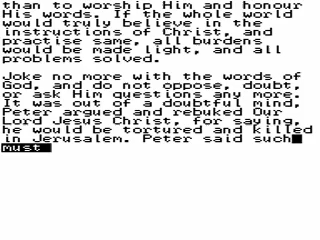 than to worship Him and honour
His words. If the whole world
would truly believe in the
instructions of Christ, and
practise same, all burdens
would be made light, and all
problems solved.
Joke no more with the words of
God, and do not oppose, doubt,
or ask Him questions any more.
It was out of a doubtful mind,
Peter argued and rebuked Our
Lord Jesus Christ, for saying,
he would be tortured and killed
in Jerusalem. Peter said such
must